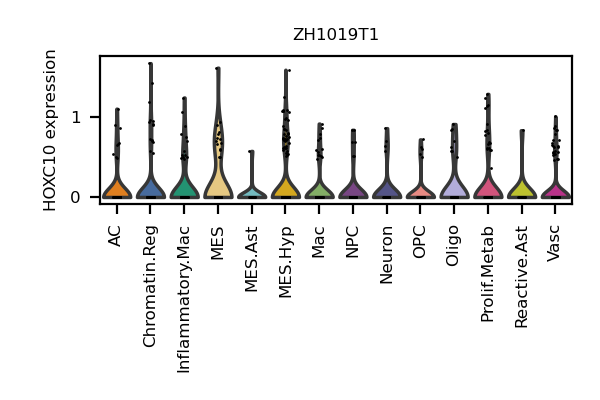 ZH1019T1
HOXC10 expression
1
0
AC
Chromatin.Reg
Inflammatory.Mac
MES
MES.Ast
MES.Hyp
Mac
NPC
Neuron
OPC
Oligo
Prolif.Metab
Reactive.Ast
Vasc